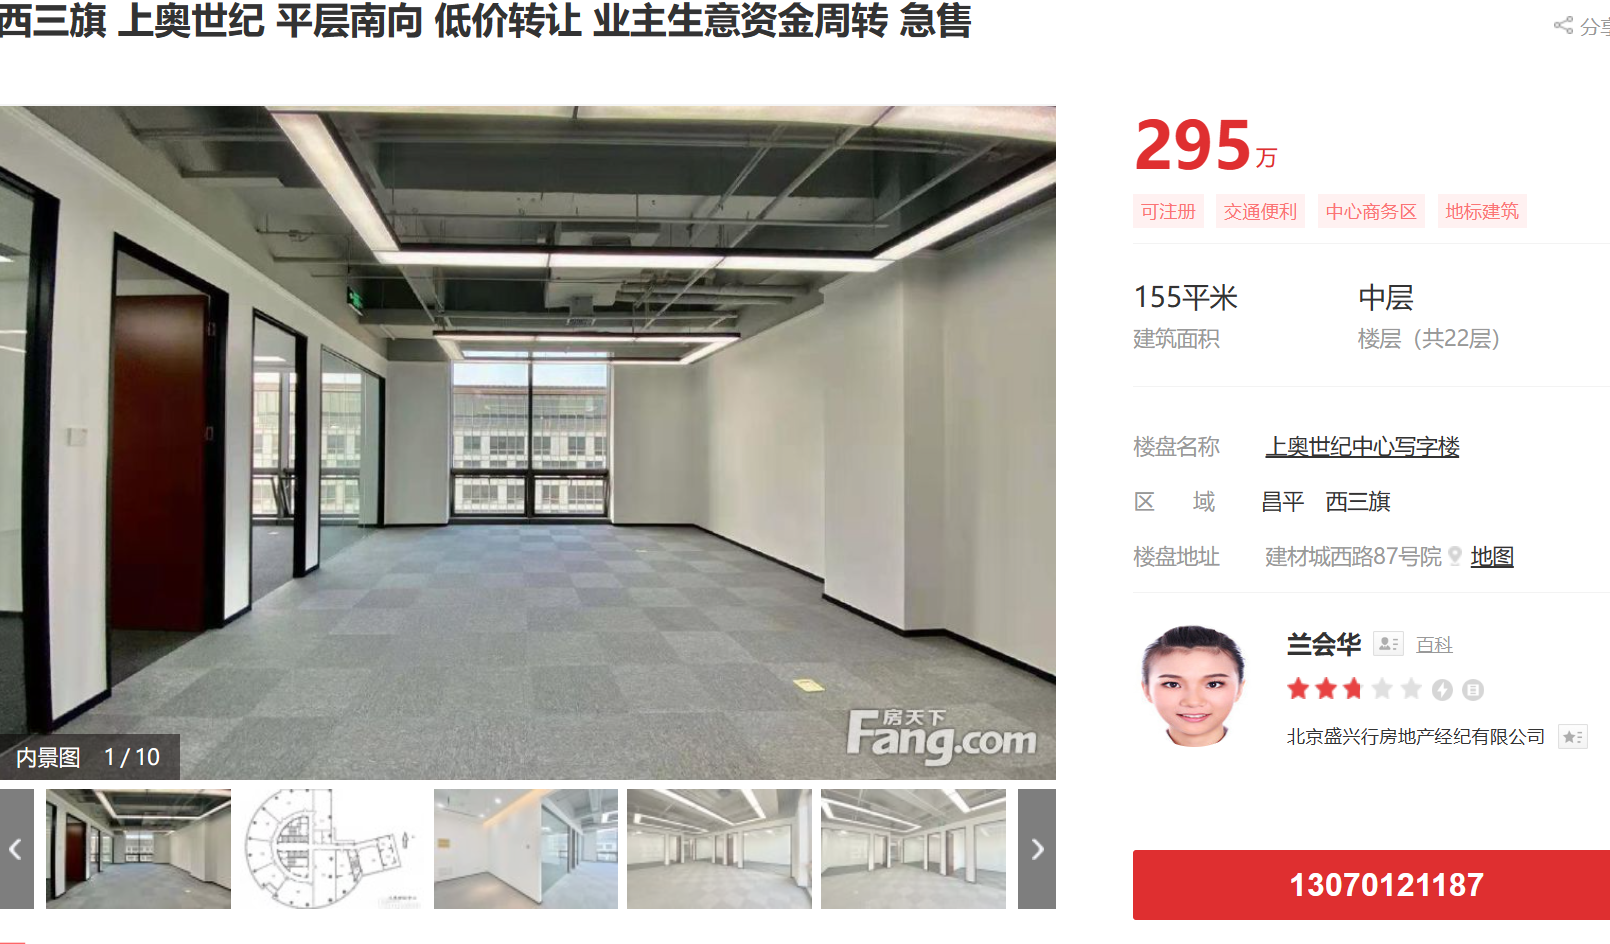 西三旗 上奥世纪 平层南向 低价转让 业主生意资金周转 急售
分享
295万
可注册 交通便利 中心商务区 地标建筑
155平米 中层
建筑面积 楼层（共22层）
楼盘名称 上奥世纪中心写字楼
区 域 昌平 西三旗
楼盘地址 建材城西路87号院 地图
兰会华 百科
北京盛兴行房地产经纪有限公司
13070121187
房天下
Fang.com
内景图 1/10